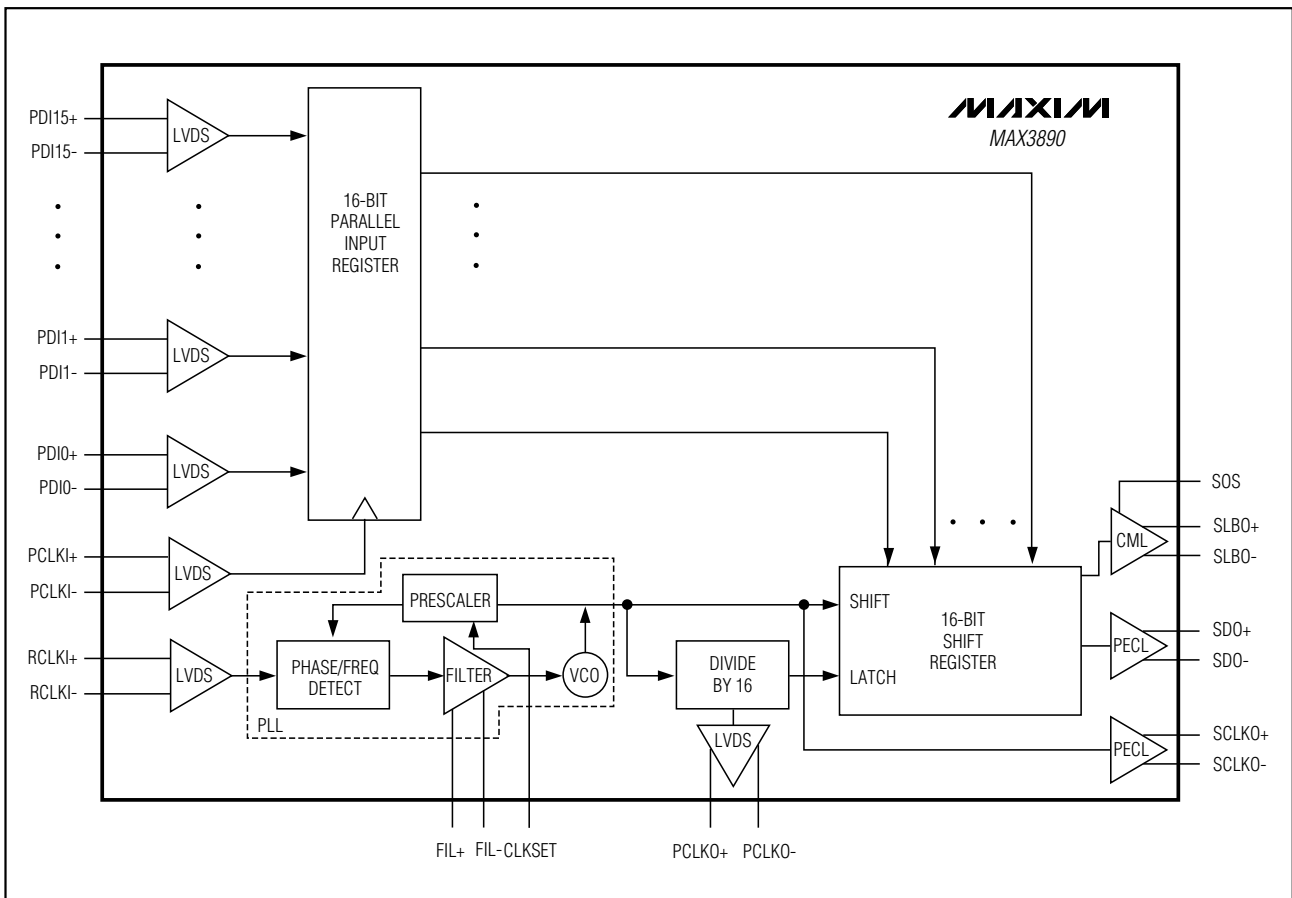 MAXIM
MAX3890
PDI15+
PDI15-
LVDS
16-BIT
PARALLEL
INPUT
REGISTER
PDI1+
PDI1-
LVDS
PDI0+
PDI0-
LVDS
PCLKI+
PCLKI-
LVDS
RCLKI+
RCLKI-
LVDS
PRESCALER
PHASE/FREQ
DETECT
FILTER
VCO
PLL
DIVIDE
BY 16
LVDS
SHIFT
LATCH
16-BIT
SHIFT
REGISTER
SOS
CML
SLBO+
SLBO-
PECL
SDO+
SDO-
PECL
SCLKO+
SCLKO-
FIL+
FIL-
CLKSET
PCLKO+
PCLKO-